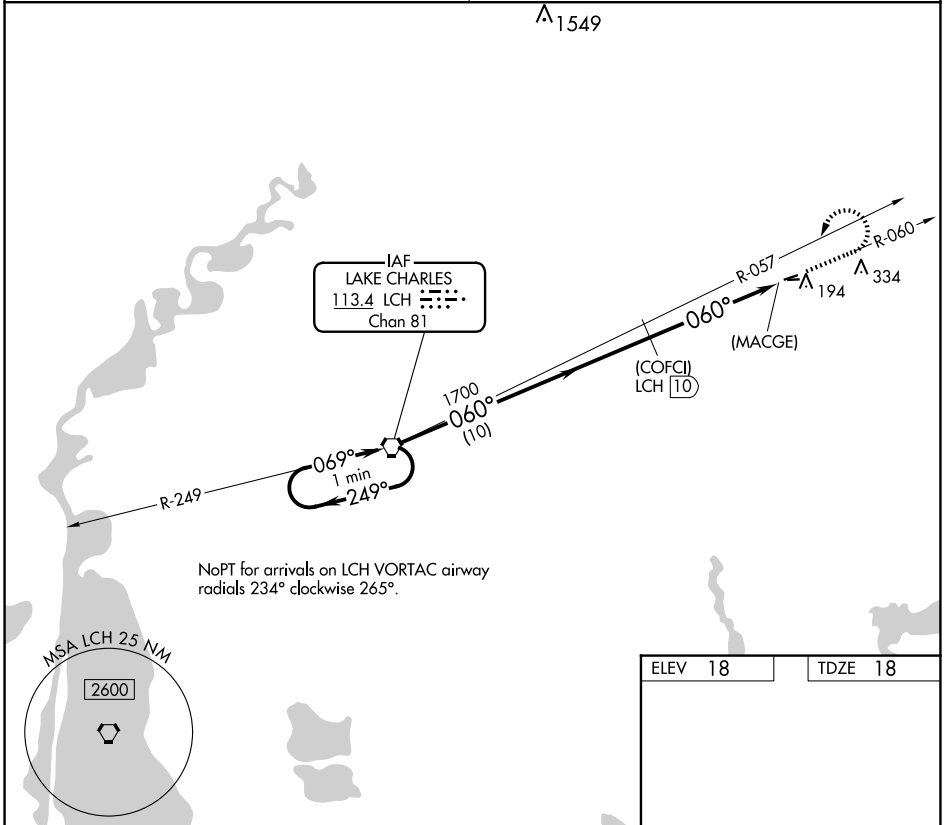 1549
IAF
LAKE CHARLES
113.4 LCH
Chan 81
R-057
R-060
334
194
060°
(MACGE)
(COFCI)
LCH 10
1700
060°
(10)
069°
1 min
249°
R-249
NoPT for arrivals on LCH VORTAC airway
radials 234° clockwise 265°.
MSA LCH 25 NM
2600
ELEV 18
TDZE 18